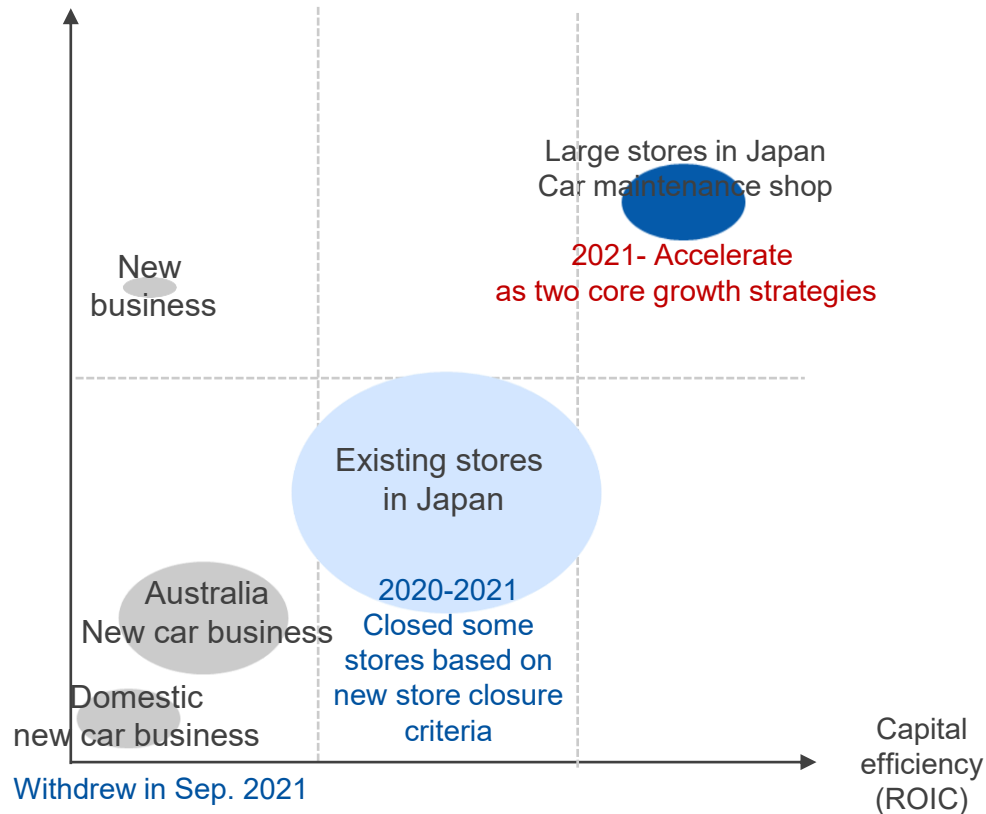 Large stores in Japan
Car maintenance shop
2021- Accelerate
as two core growth strategies
New
business
Existing stores
in Japan
2020-2021
Closed some
stores based on
new store closure
criteria
Australia
New car business
Domestic
new car business
Withdrew in Sep. 2021
Capital
efficiency
(ROIC)